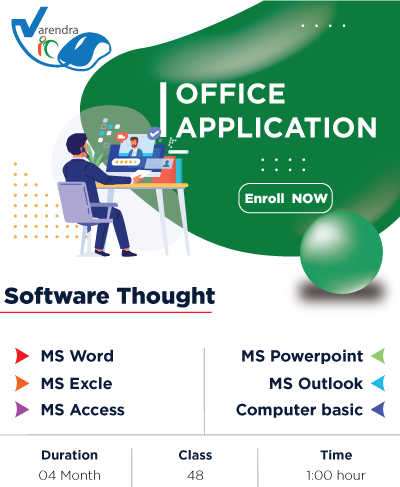 Varendra
OFFICE
APPLICATION
Enroll NOW
Software Thought
MS Word
MS Powerpoint
MS Excle
MS Outlook
MS Access
Computer basic
Duration
Class
Time
04 Month
48
1:00 hour